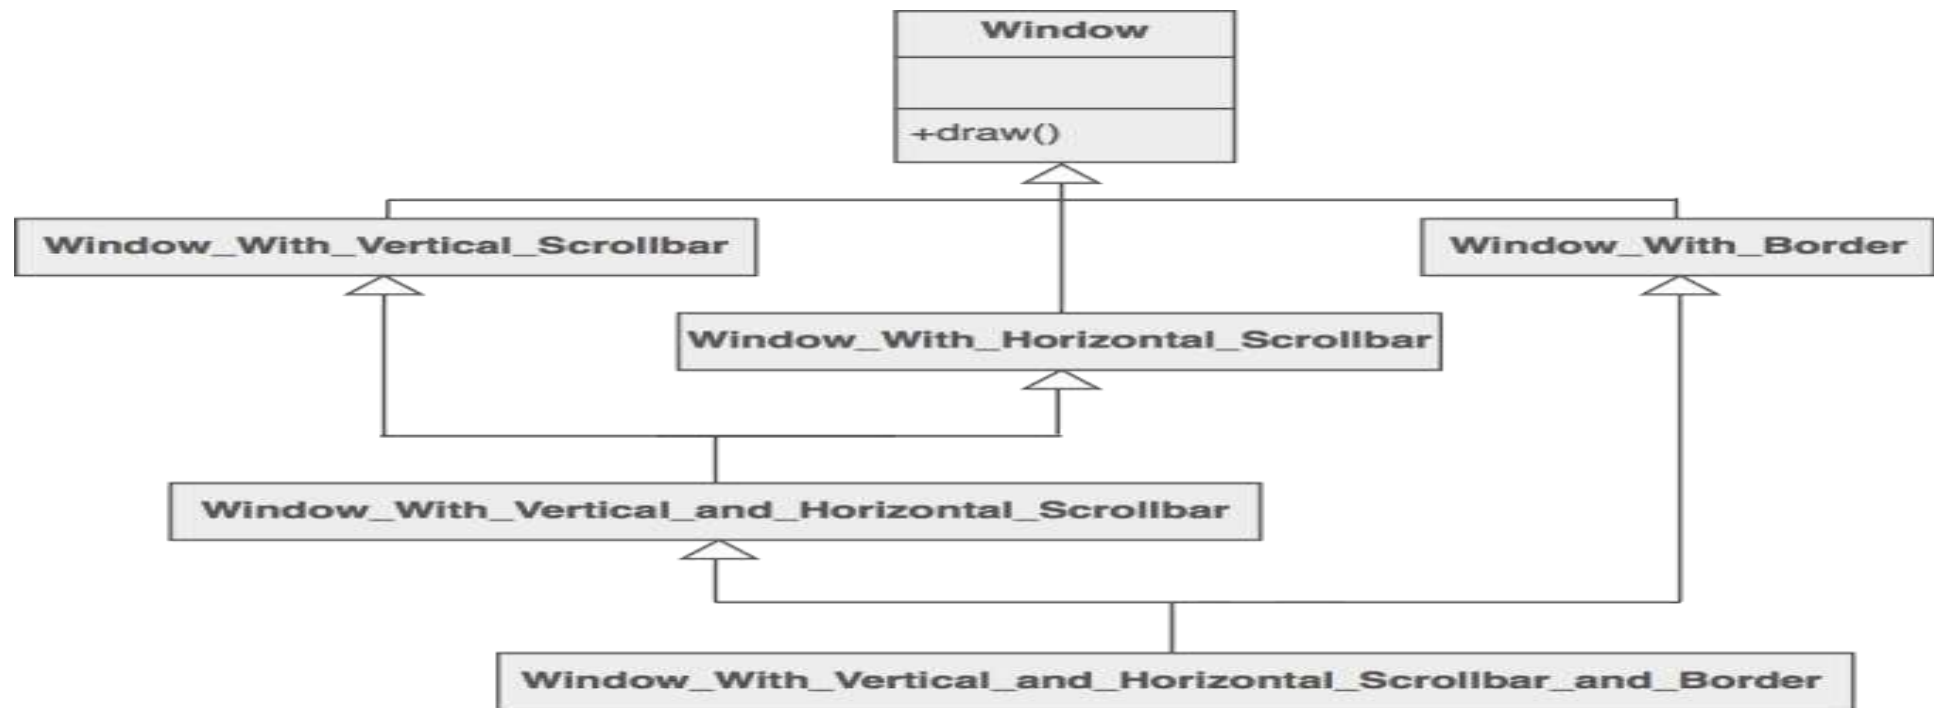 Window
+draw()
Window_With_Vertical_Scrollbar
Window_With_Border
Window_With_Horizontal_Scrollbar
Window_With_Vertical_and_Horizontal_Scrollbar
Window_With_Vertical_and_Horizontal_Scrollbar_and_Border